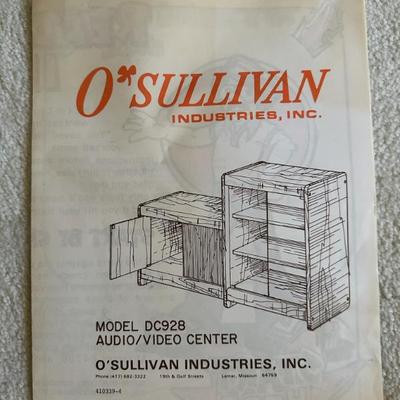 O'SULLIVAN
INDUSTRIES, INC.
MODEL DC928
AUDIO/VIDEO CENTER
O'SULLIVAN INDUSTRIES, INC.
Phone (417) 682-3322 19th & Gulf Streets Lamar, Missouri 64759
410339-4